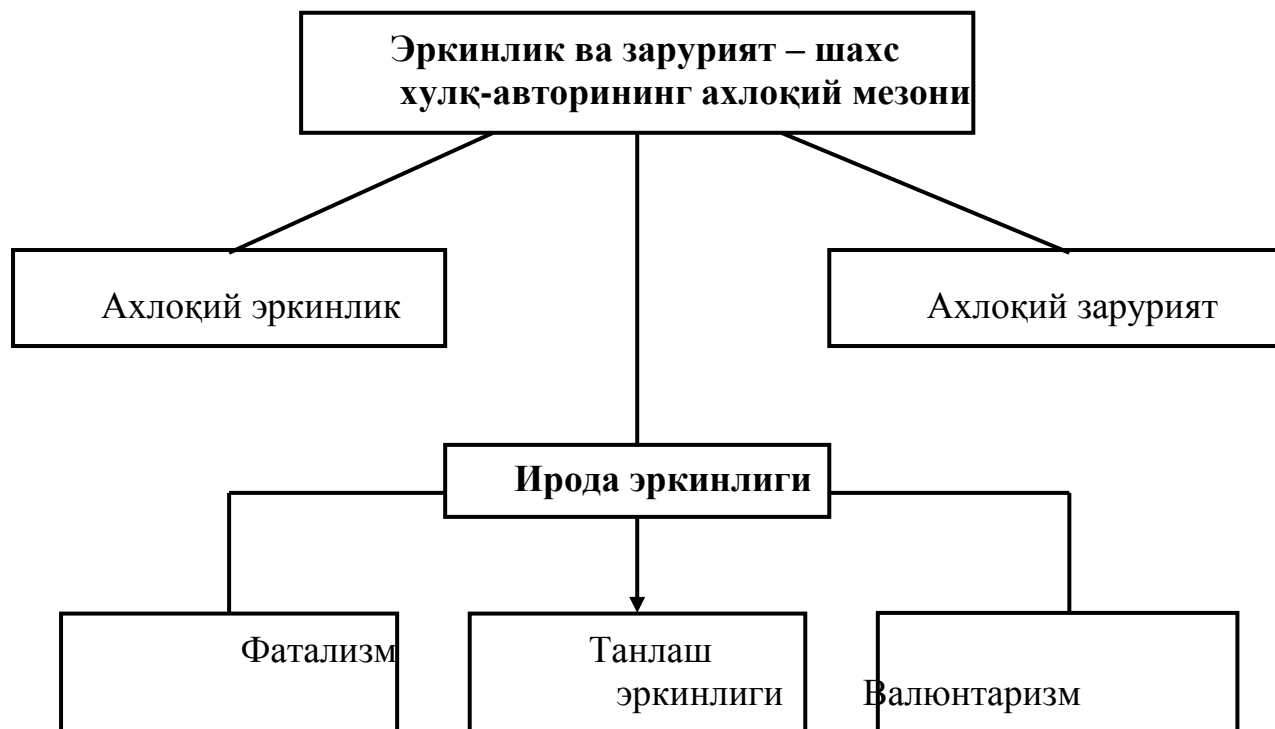 Эркинлик ва зарурият – шахс
хулқ-авторининг ахлоқий мезони
Ахлоқий эркинлик
Ахлоқий зарурият
Ирода эркинлиги
Фатализм
Танлаш
эркинлиги
Валюнтаризм